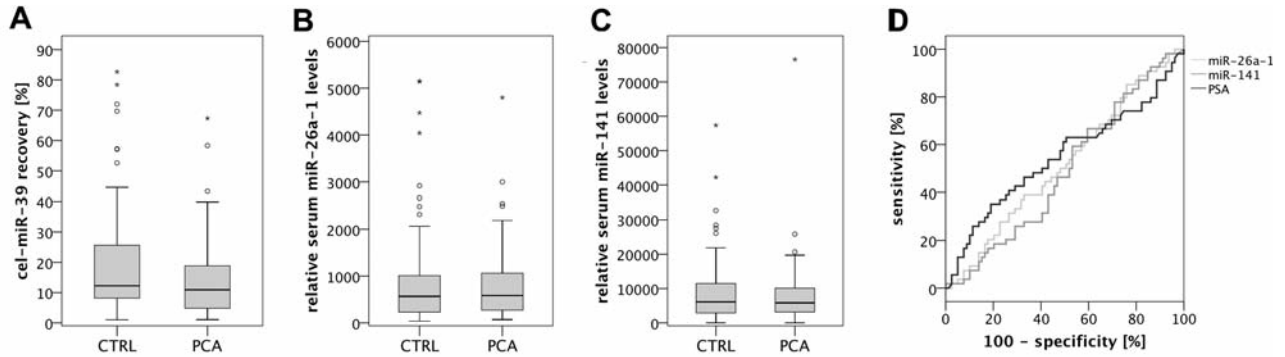 A
cel-miR-39 recovery [%]
90
80
70
60
50
40
30
20
10
0
CTRL PCA
B
relative serum miR-26a-1 levels
6000
5000
4000
3000
2000
1000
0
CTRL PCA
C
relative serum miR-141 levels
80000
70000
60000
50000
40000
30000
20000
10000
0
CTRL PCA
D
sensitivity [%]
100
80
60
40
20
0
0 20 40 60 80 100
100 - specificity [%]
miR-26a-1
miR-141
PSA